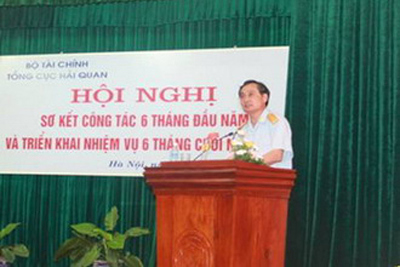 BỘ TÀI CHÍNH
TỔNG CỤC HẢI QUAN
HỘI NGHỊ
SƠ KẾT CÔNG TÁC 6 THÁNG ĐẦU NĂM
VÀ TRIỂN KHAI NHIỆM VỤ 6 THÁNG CUỐI
Hà Nội,